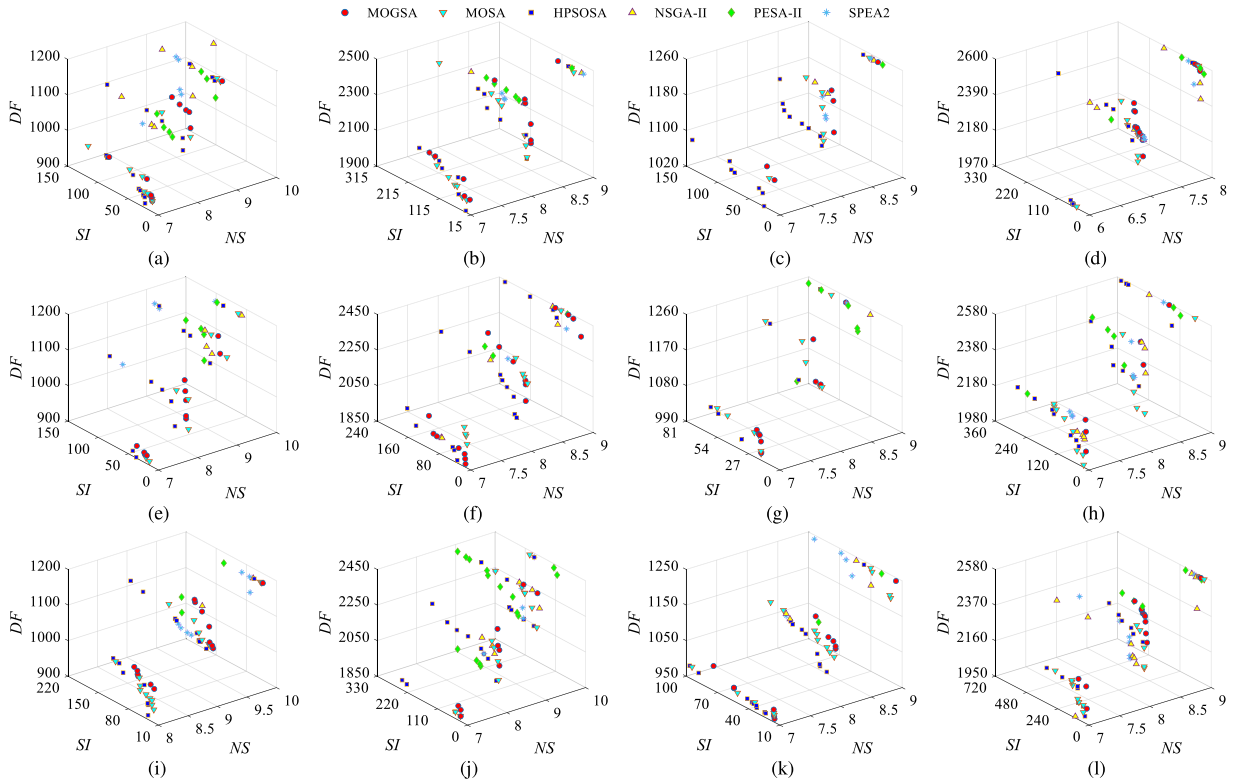 MOGSA MOSA HPSOSA NSGA-II PESA-II SPEA2
DF 1200 1100 1000 900 150 100 50 0 SI 7 8 9 10 NS
(a)
DF 2500 2300 2100 1900 315 215 115 15 SI 7 7.5 8 8.5 9 NS
(b)
DF 1260 1180 1100 1020 150 100 50 0 SI 7 7.5 8 8.5 9 NS
(c)
DF 2600 2390 2180 1970 330 220 110 0 SI 6 6.5 7 7.5 8 NS
(d)
DF 1200 1100 1000 900 150 100 50 0 SI 7 8 9 10 NS
(e)
DF 2450 2250 2050 1850 240 160 80 0 SI 7 7.5 8 8.5 9 NS
(f)
DF 1260 1170 1080 990 81 54 27 0 SI 7 7.5 8 8.5 9 NS
(g)
DF 2580 2380 2180 1980 360 240 120 0 SI 7 7.5 8 8.5 9 NS
(h)
DF 1200 1100 1000 900 220 150 80 10 SI 8 8.5 9 9.5 10 NS
(i)
DF 2450 2250 2050 1850 330 220 110 0 SI 7 8 9 10 NS
(j)
DF 1250 1150 1050 950 100 70 40 10 SI 7 7.5 8 8.5 9 NS
(k)
DF 2580 2370 2160 1950 720 480 240 0 SI 7 7.5 8 8.5 9 NS
(l)